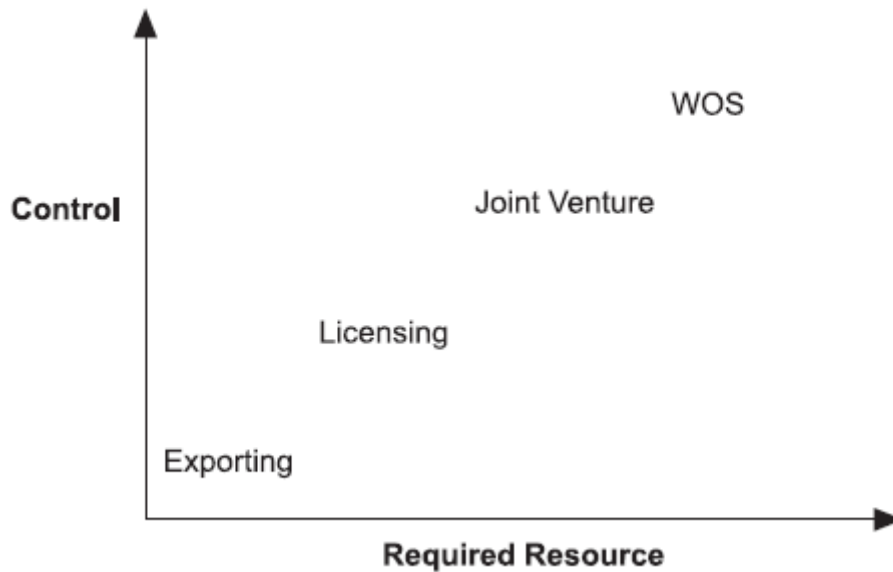 WOS
Joint Venture
Control
Licensing
Exporting
Required Resource